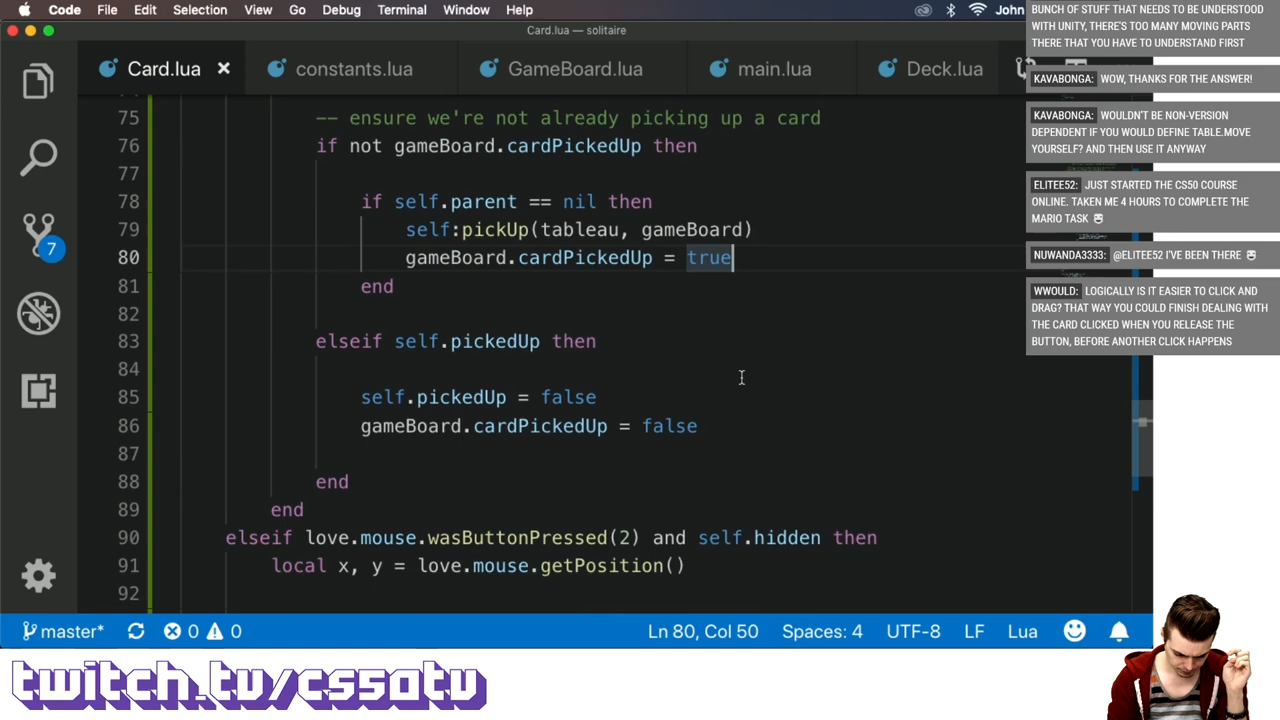 Code File Edit Selection View Go Debug Terminal Window Help John
BUNCH OF STUFF THAT NEEDS TO BE UNDERSTOOD
WITH UNITY, THERE'S TOO MANY MOVING PARTS
THERE THAT YOU HAVE TO UNDERSTAND FIRST
Card.lua — solitaire
Card.lua constants.lua GameBoard.lua main.lua Deck.lua
KAVABONGA: WOW, THANKS FOR THE ANSWER!
KAVABONGA: WOULDN'T BE NON-VERSION
DEPENDENT IF YOU WOULD DEFINE TABLE.MOVE
YOURSELF? AND THEN USE IT ANYWAY
ELITEE52: JUST STARTED THE CS50 COURSE
ONLINE. TAKEN ME 4 HOURS TO COMPLETE THE
MARIO TASK
NUWANDA3333: @ELITEE52 I'VE BEEN THERE
WWOULD: LOGICALLY IS IT EASIER TO CLICK AND
DRAG? THAT WAY YOU COULD FINISH DEALING WITH
THE CARD CLICKED WHEN YOU RELEASE THE
BUTTON, BEFORE ANOTHER CLICK HAPPENS
75 -- ensure we're not already picking up a card
76 if not gameBoard.cardPickedUp then
77
78 if self.parent == nil then
79 self:pickUp(tableau, gameBoard)
80 gameBoard.cardPickedUp = true
81 end
82
83 elseif self.pickedUp then
84
85 self.pickedUp = false
86 gameBoard.cardPickedUp = false
87
88 end
89 end
90 elseif love.mouse.wasButtonPressed(2) and self.hidden then
91 local x, y = love.mouse.getPosition()
92
7
master* 0 0 Ln 80, Col 50 Spaces: 4 UTF-8 LF Lua
twitch.tv/cs50tv